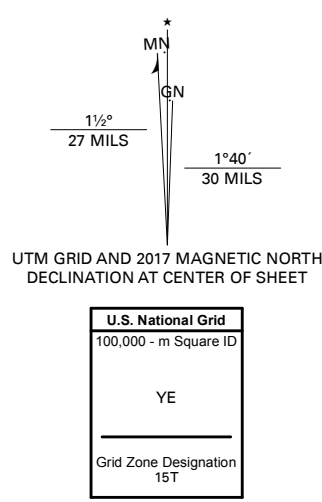 MN
GN
1½°
27 MILS
1°40´
30 MILS
UTM GRID AND 2017 MAGNETIC NORTH
DECLINATION AT CENTER OF SHEET
U.S. National Grid
100,000 - m Square ID
YE
Grid Zone Designation
15T